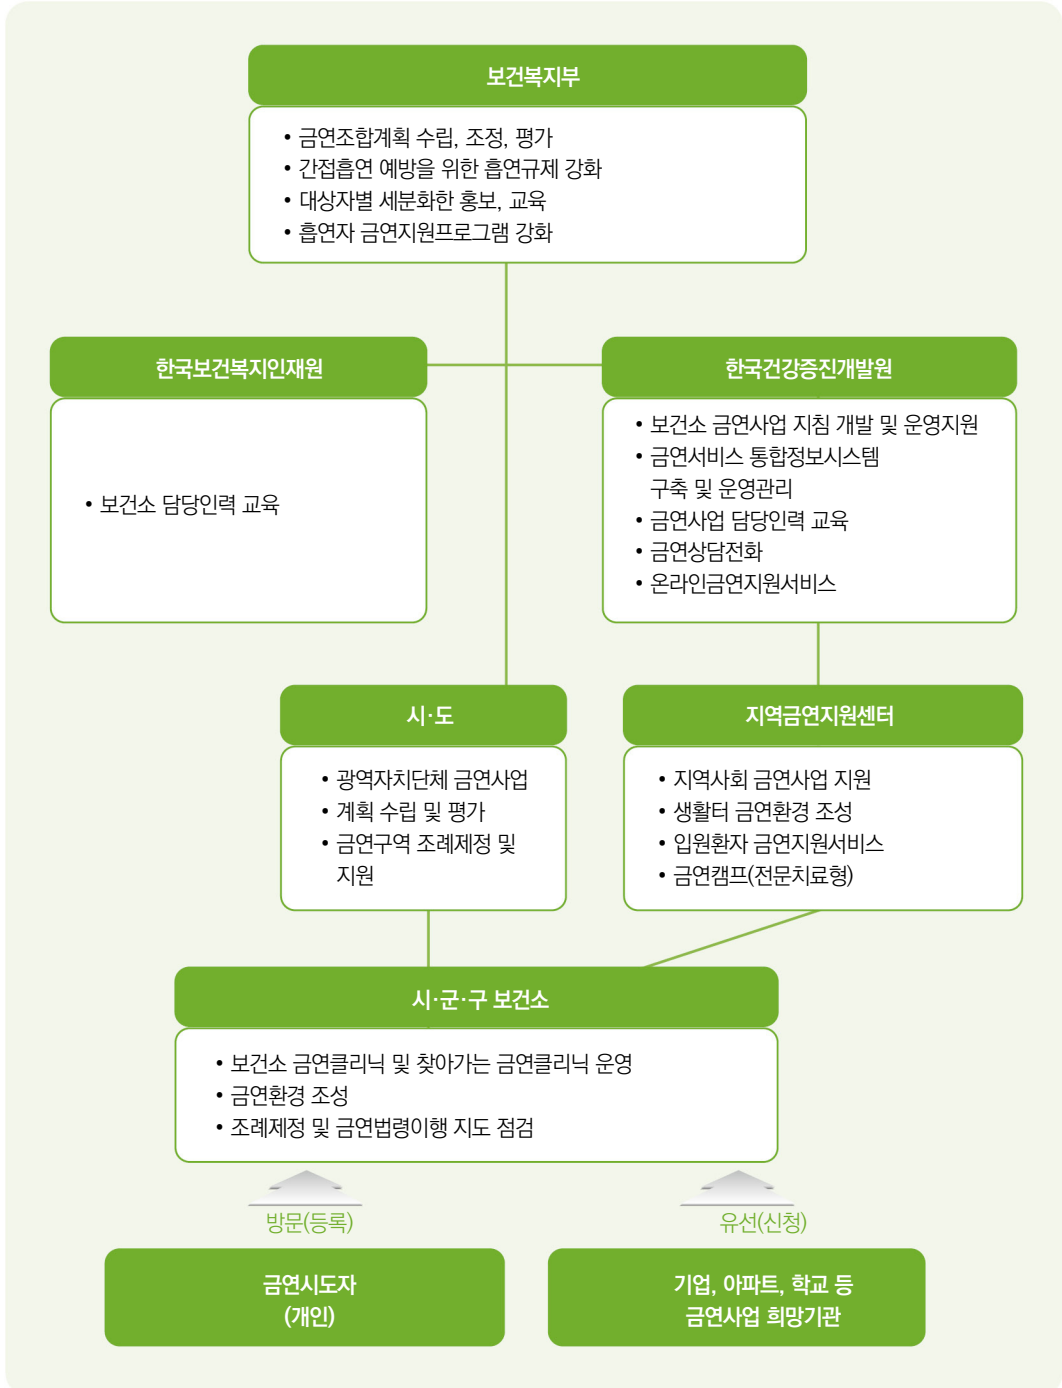 보건복지부
• 금연조합계획 수립, 조정, 평가
• 간접흡연 예방을 위한 흡연규제 강화
• 대상자별 세분화한 홍보, 교육
• 흡연자 금연지원프로그램 강화
한국보건복지인재원
• 보건소 담당인력 교육
한국건강증진개발원
• 보건소 금연사업 지침 개발 및 운영지원
• 금연서비스 통합정보시스템
구축 및 운영관리
• 금연사업 담당인력 교육
• 금연상담전화
• 온라인금연지원서비스
시·도
• 광역자치단체 금연사업
• 계획 수립 및 평가
• 금연구역 조례제정 및
지원
지역금연지원센터
• 지역사회 금연사업 지원
• 생활터 금연환경 조성
• 입원환자 금연지원서비스
• 금연캠프(전문치료형)
시·군·구 보건소
• 보건소 금연클리닉 및 찾아가는 금연클리닉 운영
• 금연환경 조성
• 조례제정 및 금연법령이행 지도 점검
방문(등록)
유선(신청)
금연시도자
(개인)
기업, 아파트, 학교 등
금연사업 희망기관